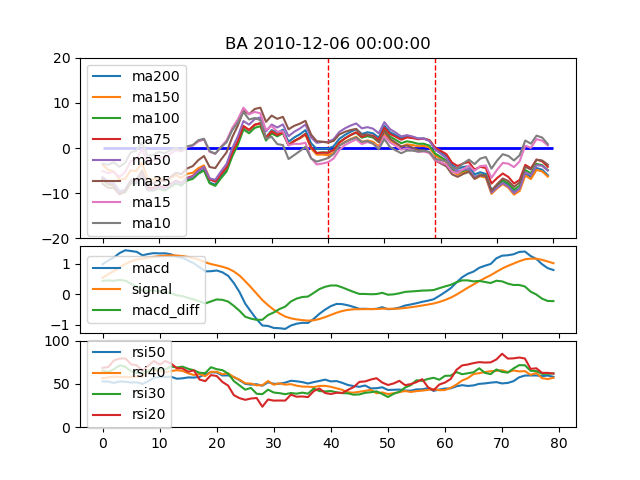 BA 2010-12-06 00:00:00
20
10
0
−10
−20
ma200
ma150
ma100
ma75
ma50
ma35
ma15
ma10
1
0
−1
macd
signal
macd_diff
100
50
0
rsi50
rsi40
rsi30
rsi20
0 10 20 30 40 50 60 70 80